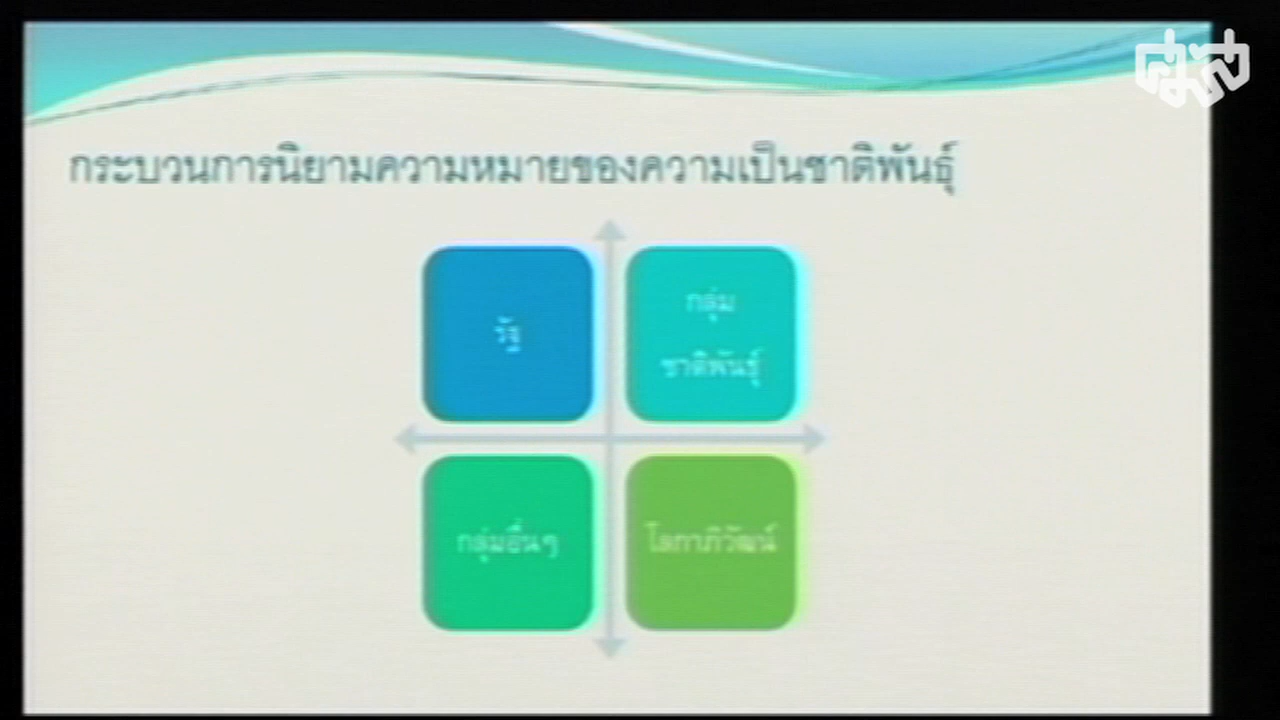 กระบวนการนิยามความหมายของความเป็นชาติพันธุ์
รัฐ
กลุ่ม
ชาติพันธุ์
กลุ่มอื่นๆ
โลกาภิวัฒน์